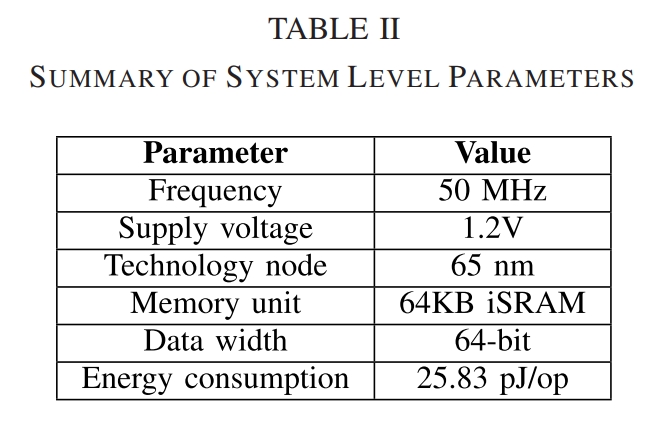 TABLE II
SUMMARY OF SYSTEM LEVEL PARAMETERS
Parameter Value
Frequency 50 MHz
Supply voltage 1.2V
Technology node 65 nm
Memory unit 64KB iSRAM
Data width 64-bit
Energy consumption 25.83 pJ/op